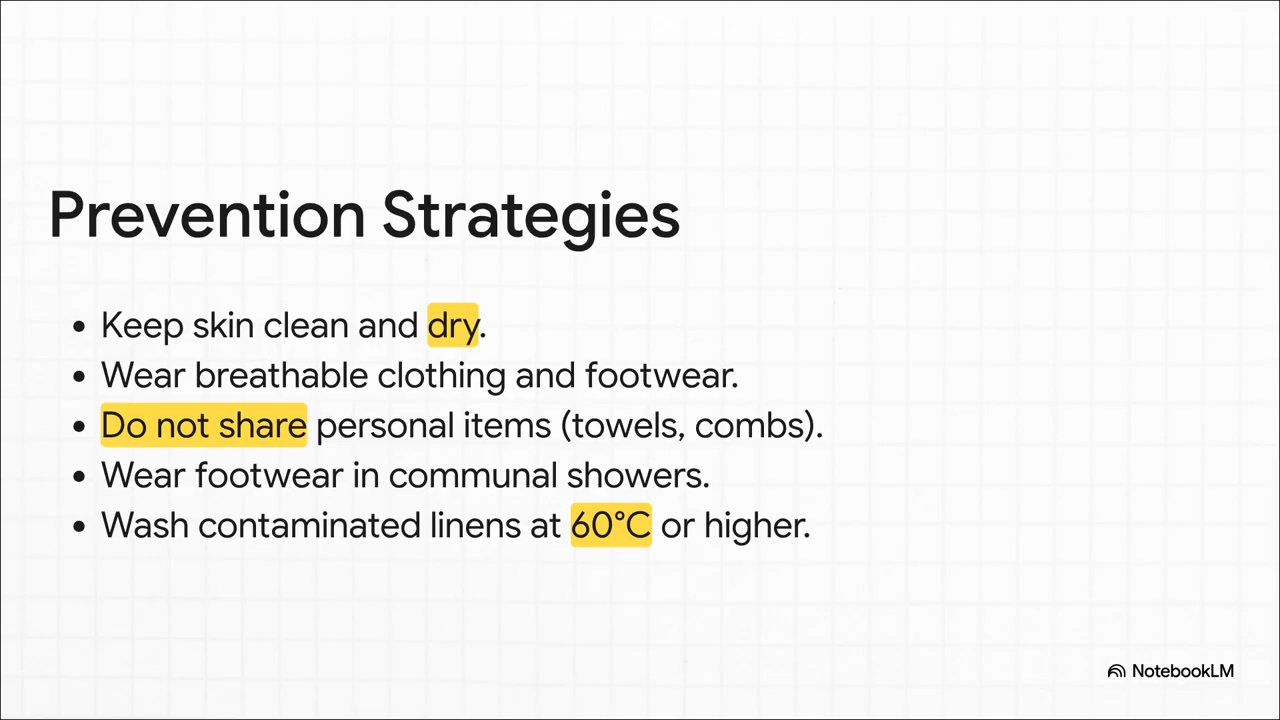 Prevention Strategies
• Keep skin clean and dry.
• Wear breathable clothing and footwear.
• Do not share personal items (towels, combs).
• Wear footwear in communal showers.
• Wash contaminated linens at 60°C or higher.
NotebookLM